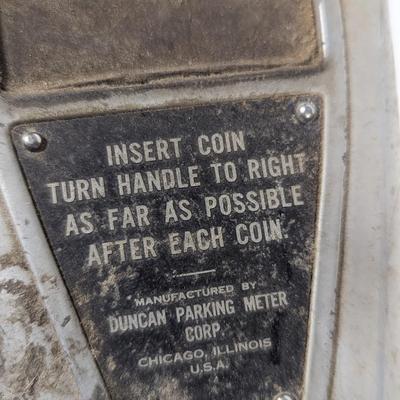 INSERT COIN
TURN HANDLE TO RIGHT
AS FAR AS POSSIBLE
AFTER EACH COIN.
MANUFACTURED BY
DUNCAN PARKING METER
CORP.
CHICAGO, ILLINOIS
U.S.A.